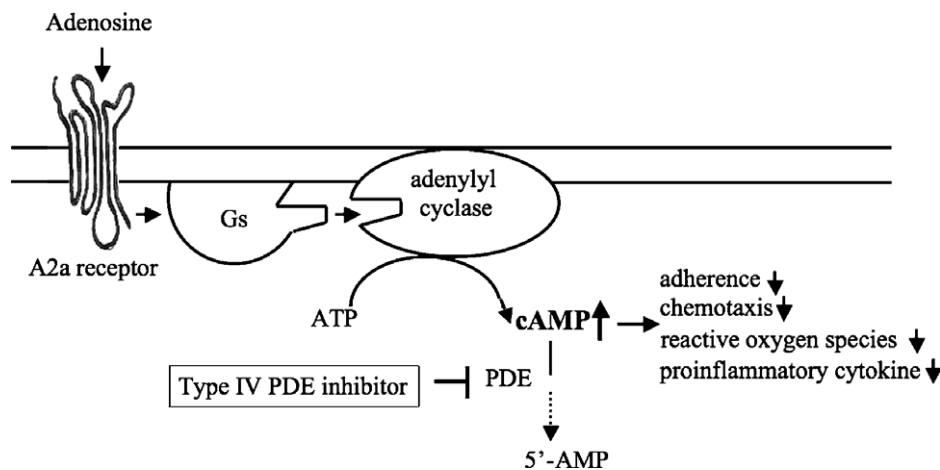 Adenosine
adenylyl
cyclase
Gs
A2a receptor
ATP
cAMP
adherence
chemotaxis
reactive oxygen species
proinflammatory cytokine
Type IV PDE inhibitor
PDE
5’-AMP